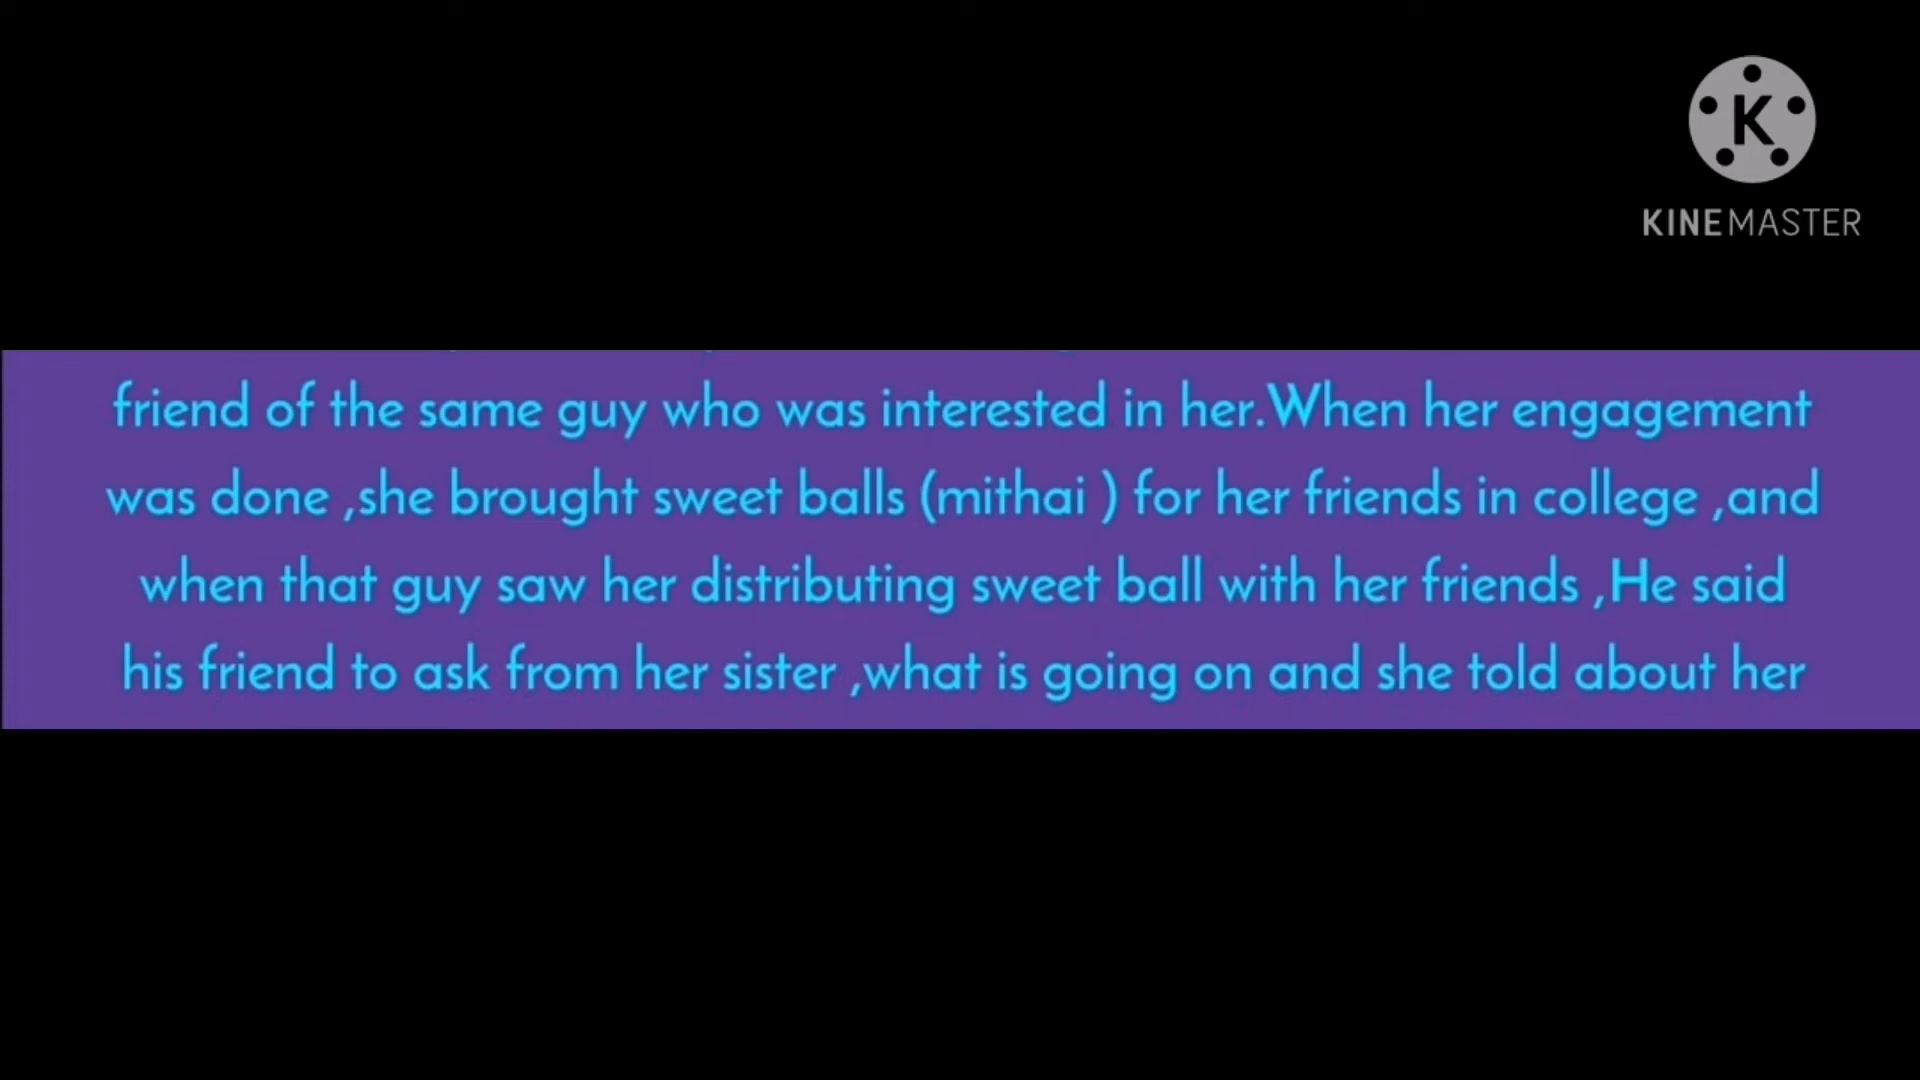 KINEMASTER
friend of the same guy who was interested in her.When her engagement
was done ,she brought sweet balls (mithai ) for her friends in college ,and
when that guy saw her distributing sweet ball with her friends ,He said
his friend to ask from her sister ,what is going on and she told about her